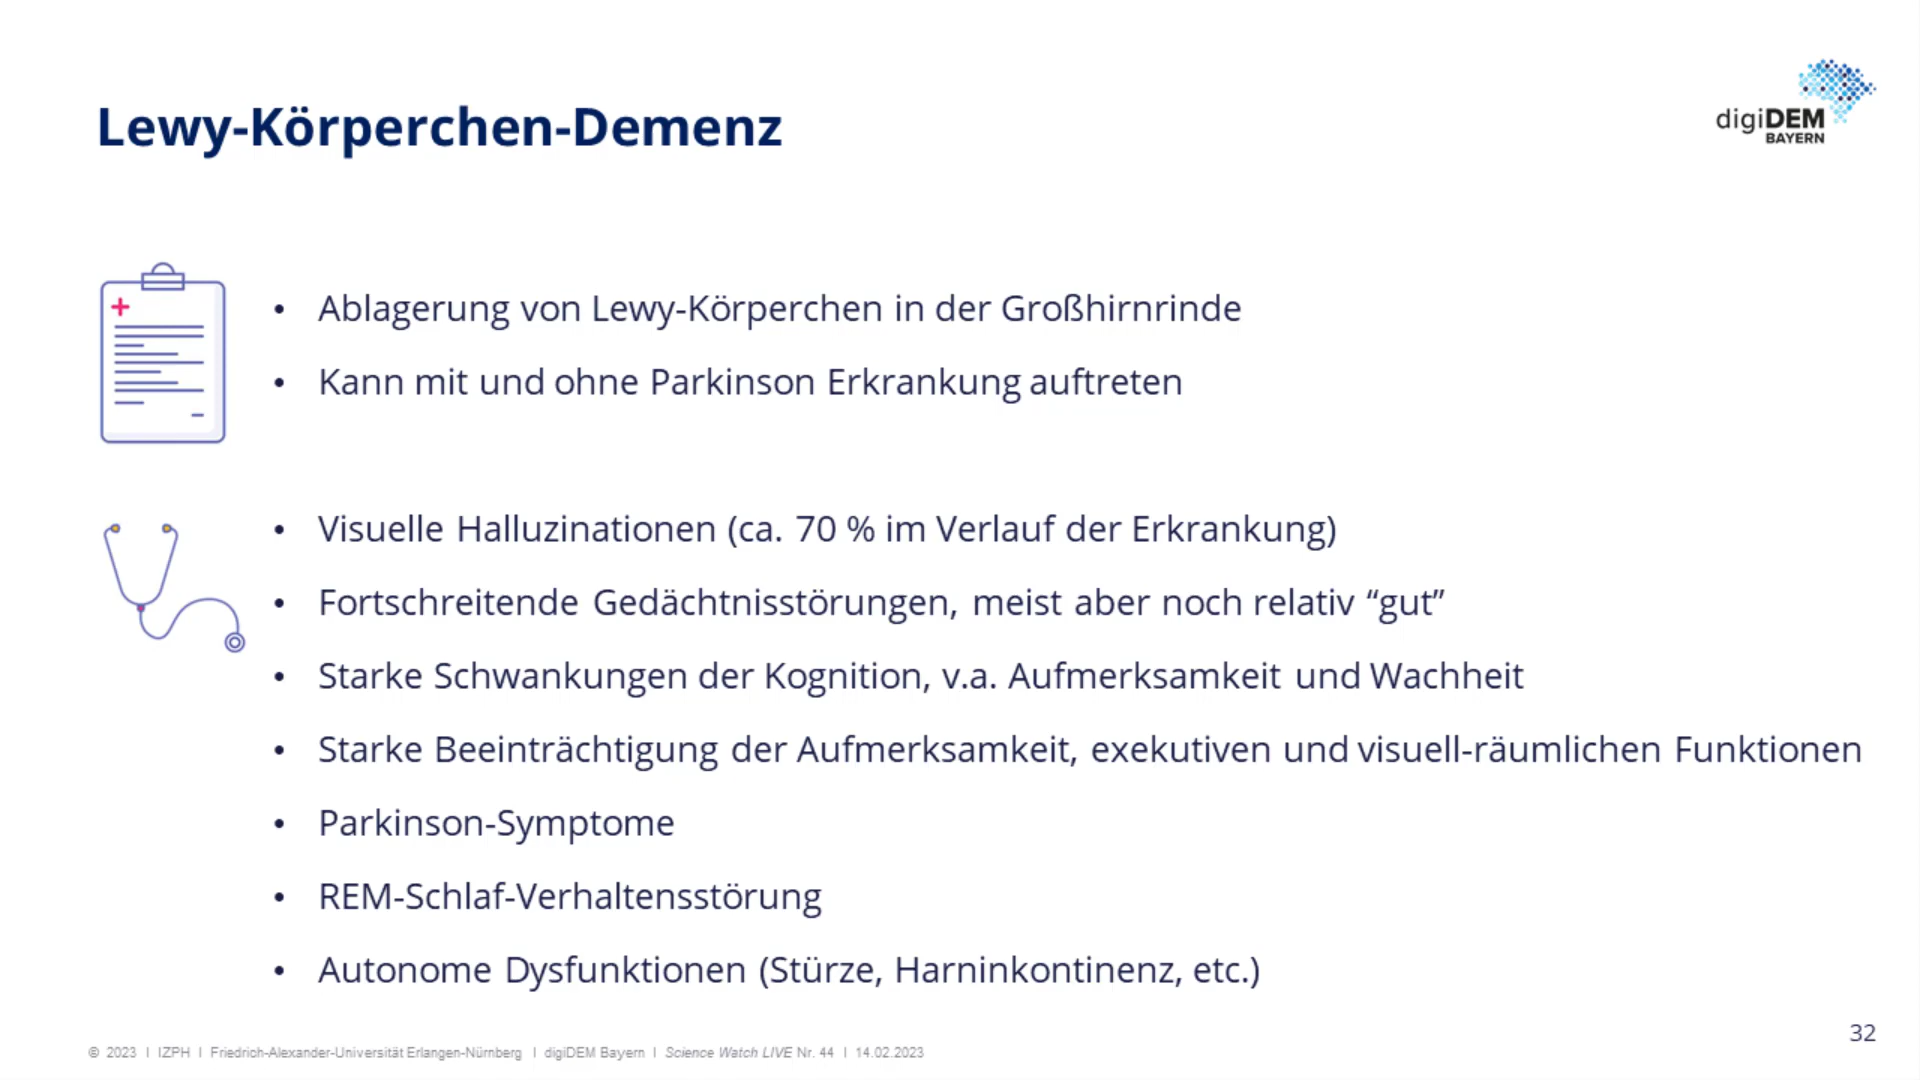 Lewy-Körperchen-Demenz
digiDEM
BAYERN
• Ablagerung von Lewy-Körperchen in der Großhirnrinde
• Kann mit und ohne Parkinson Erkrankung auftreten
• Visuelle Halluzinationen (ca. 70 % im Verlauf der Erkrankung)
• Fortschreitende Gedächtnisstörungen, meist aber noch relativ “gut”
• Starke Schwankungen der Kognition, v.a. Aufmerksamkeit und Wachheit
• Starke Beeinträchtigung der Aufmerksamkeit, exekutiven und visuell-räumlichen Funktionen
• Parkinson-Symptome
• REM-Schlaf-Verhaltensstörung
• Autonome Dysfunktionen (Stürze, Harninkontinenz, etc.)
32
© 2023 I IZPH I Friedrich-Alexander-Universität Erlangen-Nürnberg I digiDEM Bayern I Science Watch LIVE Nr. 44 I 14.02.2023